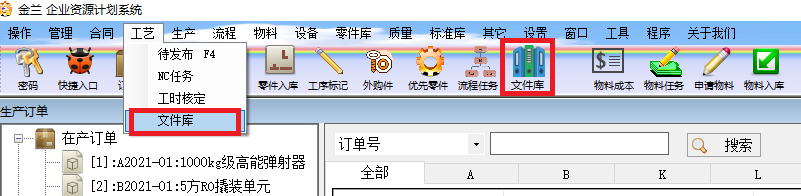 金兰 企业资源计划系统
操作 管理 合同 工艺 生产 流程 物料 设备 零件库 质量 标准库 其它 设置 窗口 工具 程序 关于我们
待发布 F4
NC任务
工时核定
文件库
密码 快捷入口 零件入库 工序标记 外购件 优先零件 流程任务 文件库 物料成本 物料任务 申请物料 物料入库
生产订单
在产订单
[1]:A2021-01:1000kg级高能弹射器
[2]:B2021-01:5方RO撬装单元
订单号 搜索
全部 A B K L